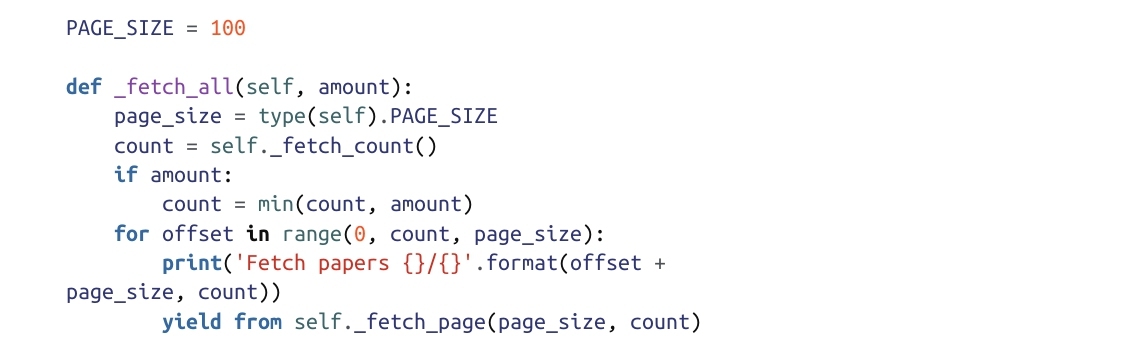 PAGE_SIZE = 100
def _fetch_all(self, amount):
page_size = type(self).PAGE_SIZE
count = self._fetch_count()
if amount:
count = min(count, amount)
for offset in range(0, count, page_size):
print('Fetch papers {}/{}'.format(offset +
page_size, count))
yield from self._fetch_page(page_size, count)